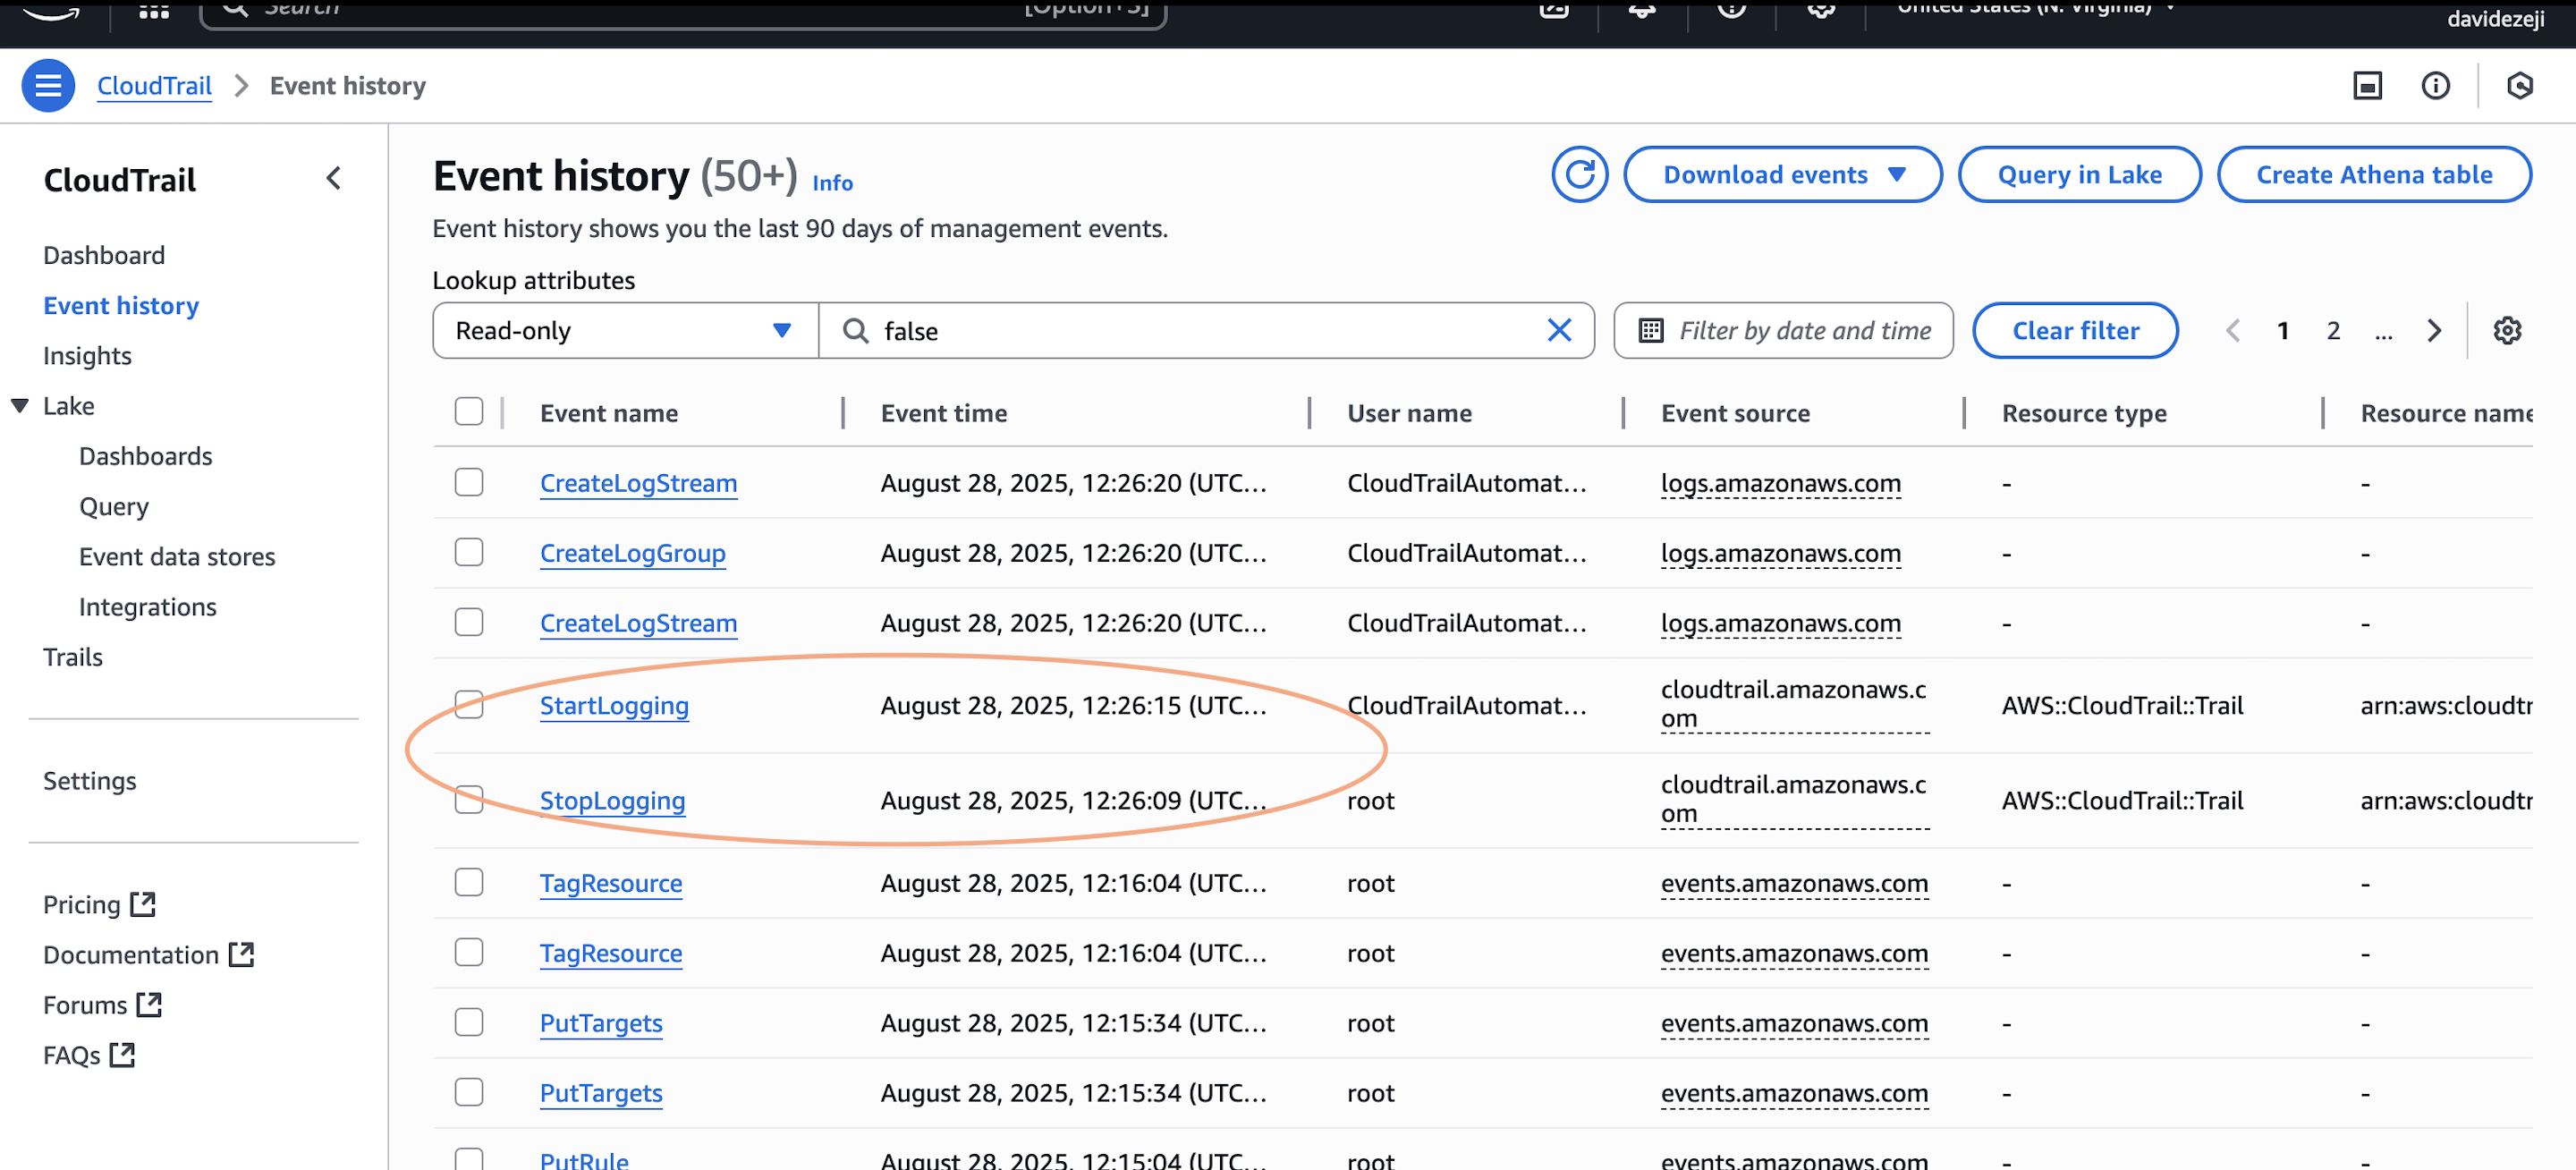 Search
[Option+S]
United States (N. Virginia)
davidezeji
CloudTrail
Event history
CloudTrail
Dashboard
Event history
Insights
Lake
Dashboards
Query
Event data stores
Integrations
Trails
Settings
Pricing
Documentation
Forums
FAQs
Event history (50+) Info
Download events
Query in Lake
Create Athena table
Event history shows you the last 90 days of management events.
Lookup attributes
Read-only
false
Filter by date and time
Clear filter
1 2 ...
Event name Event time User name Event source Resource type Resource name
CreateLogStream August 28, 2025, 12:26:20 (UTC... CloudTrailAutomat... logs.amazonaws.com - -
CreateLogGroup August 28, 2025, 12:26:20 (UTC... CloudTrailAutomat... logs.amazonaws.com - -
CreateLogStream August 28, 2025, 12:26:20 (UTC... CloudTrailAutomat... logs.amazonaws.com - -
StartLogging August 28, 2025, 12:26:15 (UTC... CloudTrailAutomat... cloudtrail.amazonaws.c AWS::CloudTrail::Trail arn:aws:cloudtr
om
StopLogging August 28, 2025, 12:26:09 (UTC... root cloudtrail.amazonaws.c AWS::CloudTrail::Trail arn:aws:cloudtr
om
TagResource August 28, 2025, 12:16:04 (UTC... root events.amazonaws.com - -
TagResource August 28, 2025, 12:16:04 (UTC... root events.amazonaws.com - -
PutTargets August 28, 2025, 12:15:34 (UTC... root events.amazonaws.com - -
PutTargets August 28, 2025, 12:15:34 (UTC... root events.amazonaws.com - -
PutRule August 28, 2025, 12:15:04 (UTC... root events.amazonaws.com - -